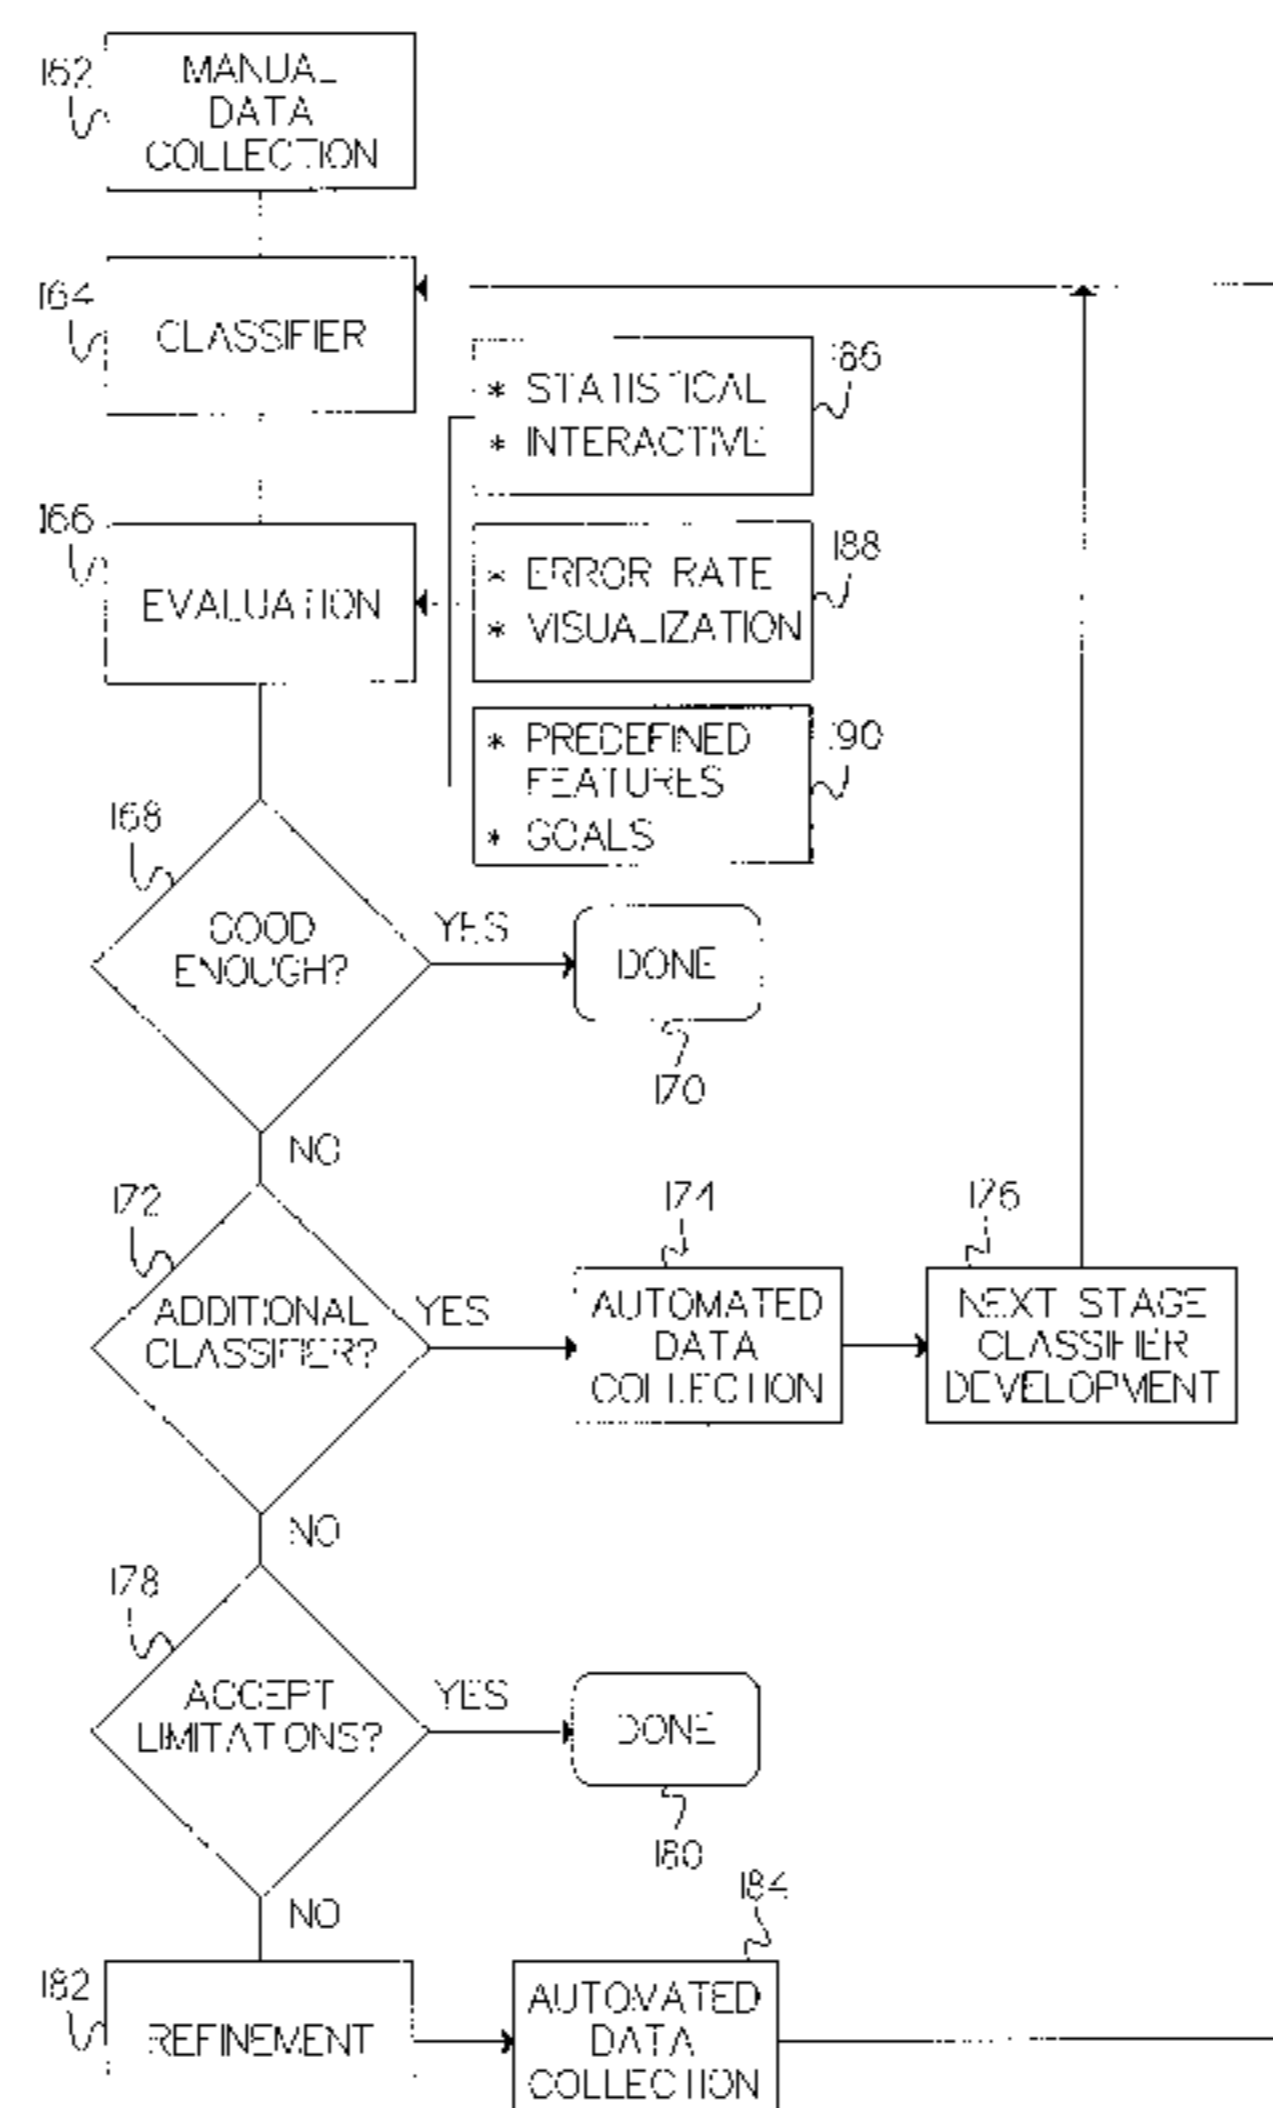 162
MANUAL
DATA
COLLECTION
164
CLASSIFIER
186
* STATISTICAL
* INTERACTIVE
166
EVALUATION
188
* ERROR RATE
* VISUALIZATION
190
* PREDEFINED
FEATURES
* GOALS
168
GOOD
ENOUGH?
YES
DONE
170
NO
172
ADDITIONAL
CLASSIFIER?
YES
174
AUTOMATED
DATA
COLLECTION
176
NEXT STAGE
CLASSIFIER
DEVELOPMENT
NO
178
ACCEPT
LIMITATIONS?
YES
DONE
180
NO
182
REFINEMENT
184
AUTOMATED
DATA
COLLECTION